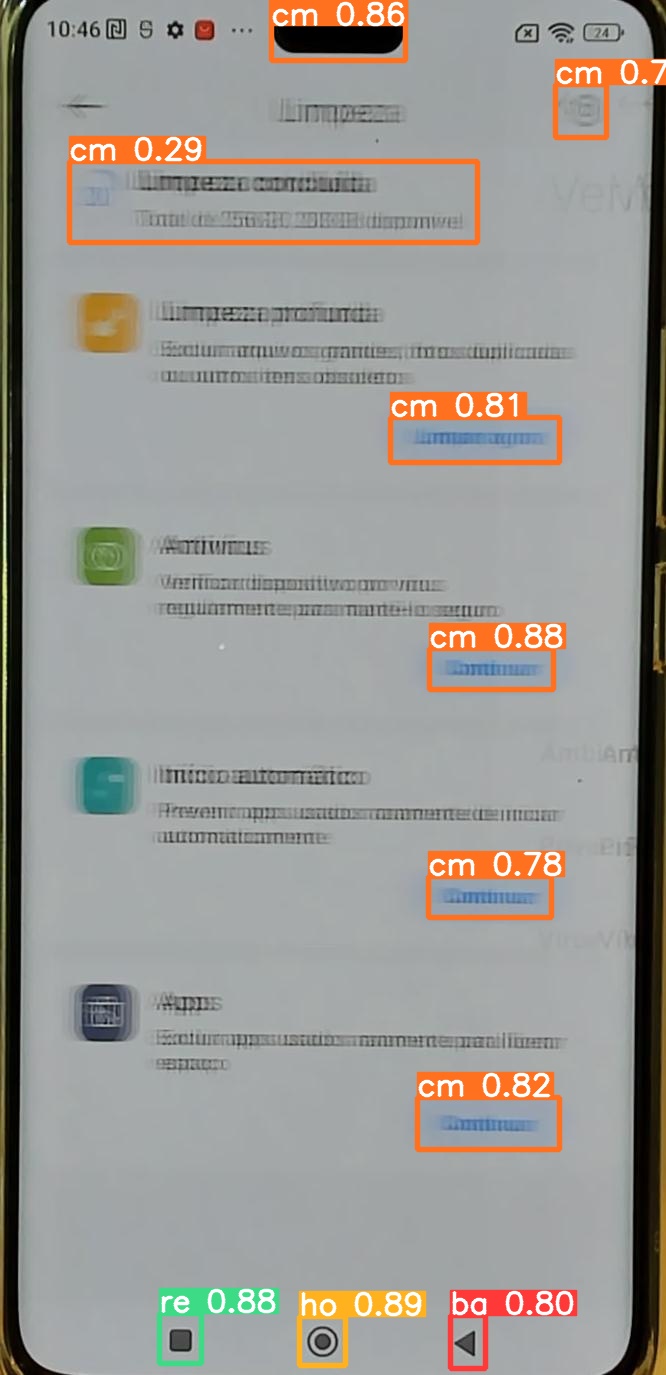 cm 0.86
10:46
24
cm 0.7
Limpeza
cm 0.29
Limpeza concluída
Total de disponível
Limpeza profunda
Excluir arquivos grandes, fotos duplicadas
ou outros itens obsoletos
cm 0.81
Limpar agora
Antivírus
Verificar dispositivo por vírus
regularmente para mantê-lo seguro
cm 0.88
Continuar
Início automático
Prevenir apps usados raramente de iniciar
automaticamente
cm 0.78
Continuar
Apps
Excluir apps usados raramente para liberar
espaço
cm 0.82
Continuar
re 0.88
ho 0.89
ba 0.80